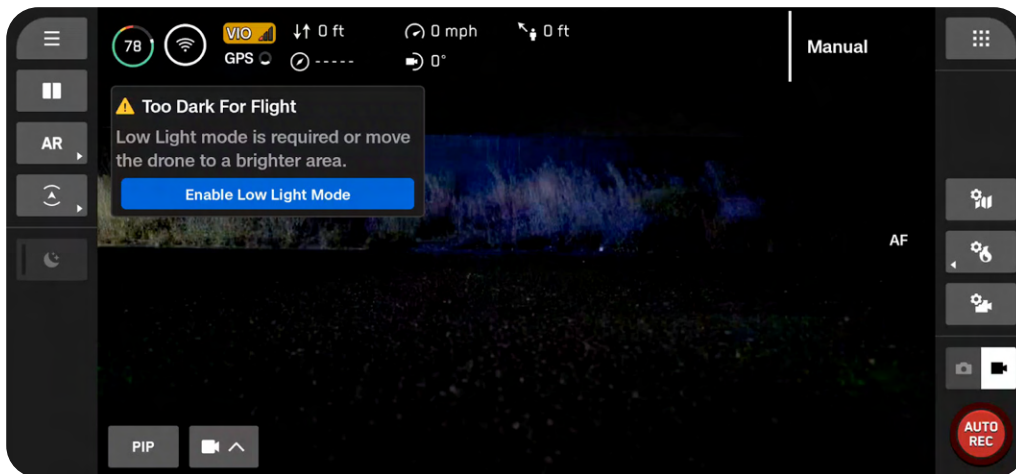 78
VIO
GPS
0 ft
-----
0 mph
0°
0 ft
Manual
Too Dark For Flight
Low Light mode is required or move
the drone to a brighter area.
Enable Low Light Mode
AR
AF
PIP
AUTO
REC